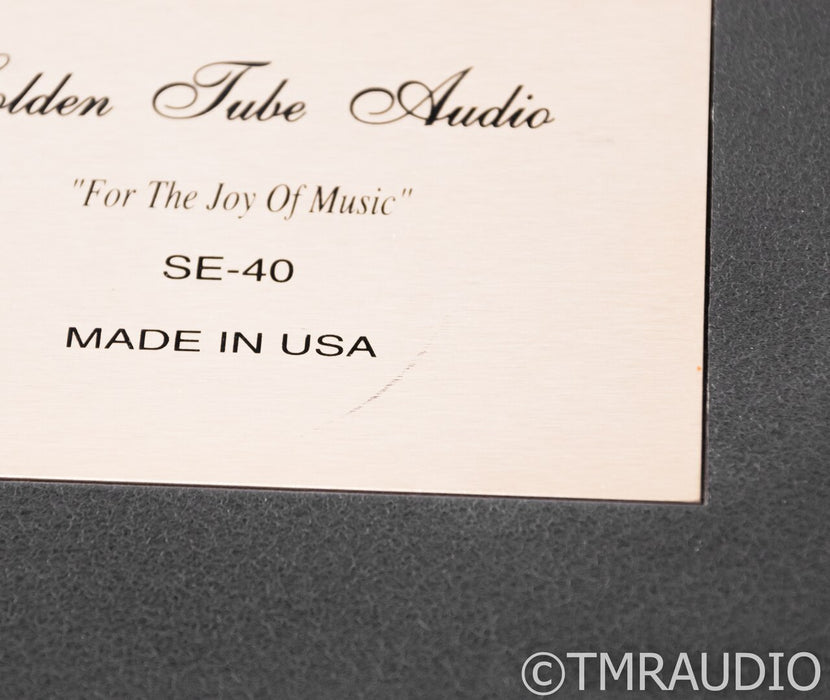 olden Tube Audio
"For The Joy Of Music"
SE-40
MADE IN USA
©TMRAUDIO